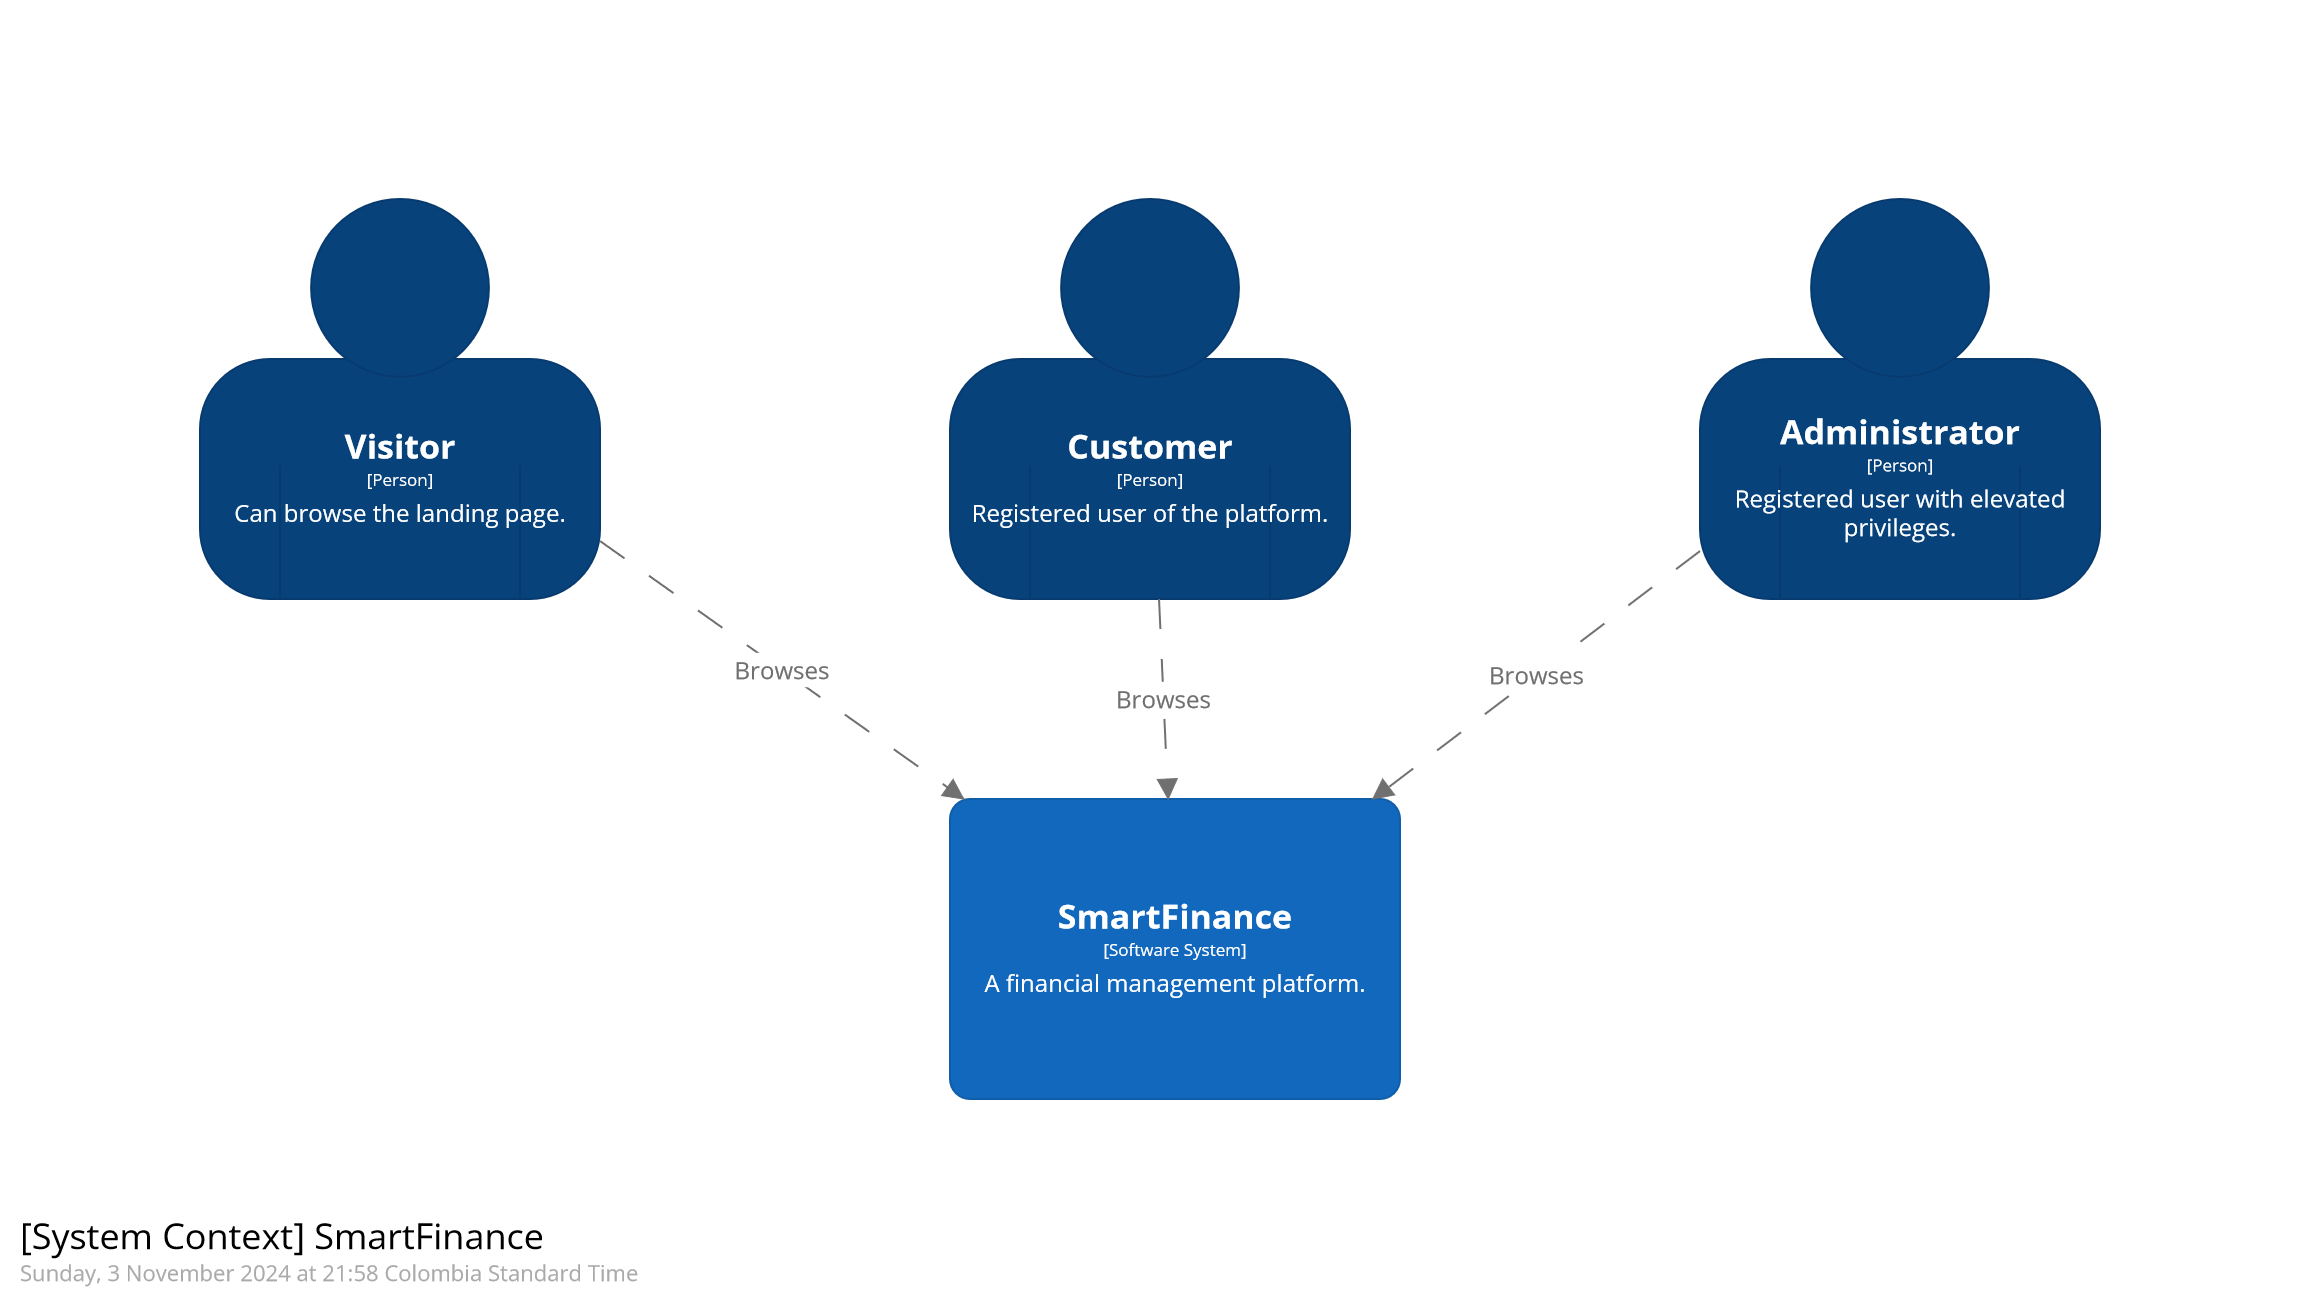 Visitor
[Person]
Can browse the landing page.
Customer
[Person]
Registered user of the platform.
Administrator
[Person]
Registered user with elevated
privileges.
Browses
Browses
Browses
SmartFinance
[Software System]
A financial management platform.
[System Context] SmartFinance
Sunday, 3 November 2024 at 21:58 Colombia Standard Time